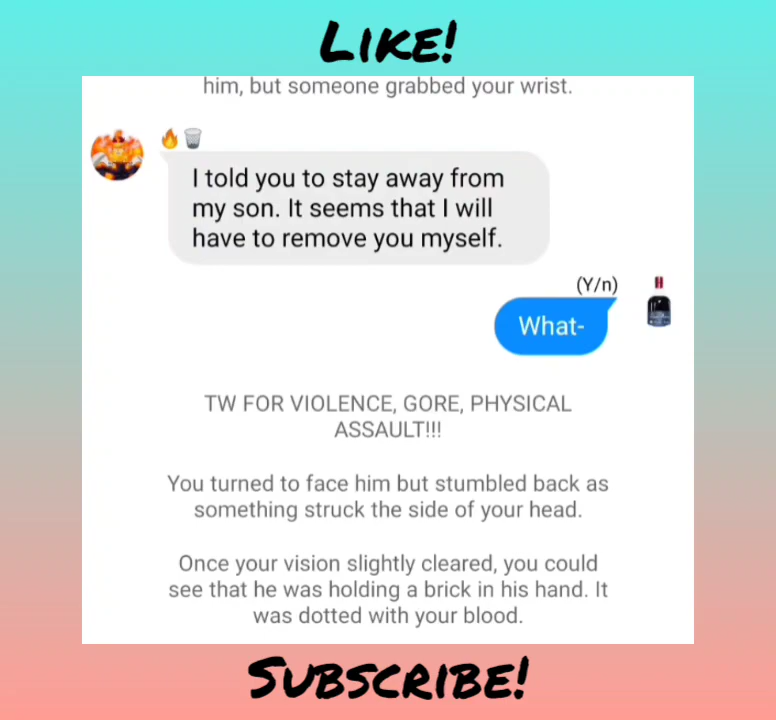 LIKE!
him, but someone grabbed your wrist.
🔥🗑️
I told you to stay away from
my son. It seems that I will
have to remove you myself.
(Y/n)
What-
TW FOR VIOLENCE, GORE, PHYSICAL
ASSAULT!!!
You turned to face him but stumbled back as
something struck the side of your head.
Once your vision slightly cleared, you could
see that he was holding a brick in his hand. It
was dotted with your blood.
SUBSCRIBE!